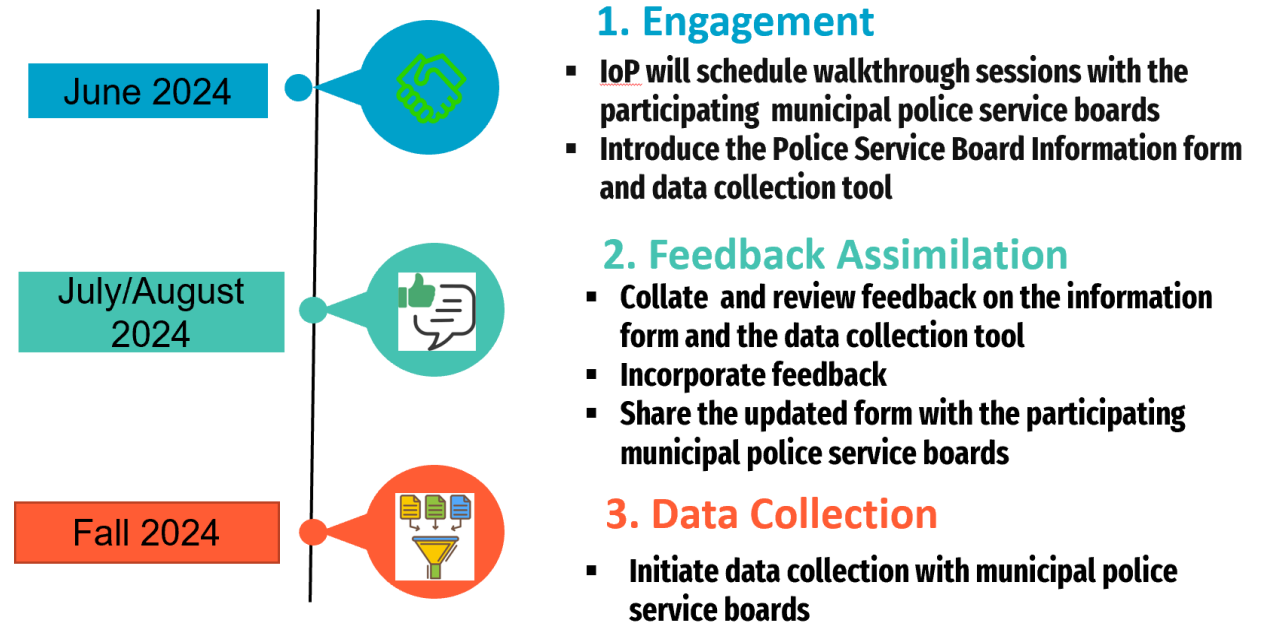 June 2024
1. Engagement
▪ IoP will schedule walkthrough sessions with the
participating  municipal police service boards
▪ Introduce the Police Service Board Information form
and data collection tool
July/August
2024
2. Feedback Assimilation
▪ Collate  and review feedback on the information
form and the data collection tool
▪ Incorporate feedback
▪ Share the updated form with the participating
municipal police service boards
Fall 2024
3. Data Collection
▪ Initiate data collection with municipal police
service boards